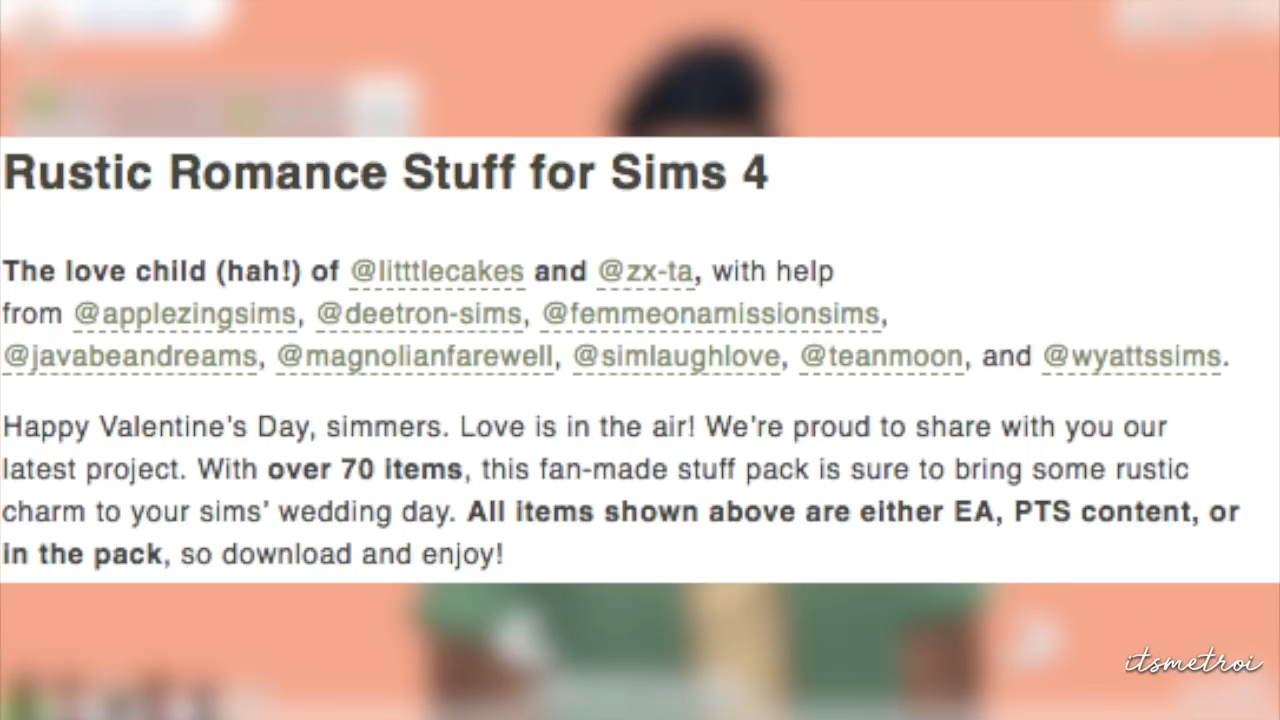 Rustic Romance Stuff for Sims 4
The love child (hah!) of @litttlecakes and @zx-ta, with help
from @applezingsims, @deetron-sims, @femmeonamissionsims,
@javabeandreams, @magnolianfarewell, @simlaughlove, @teanmoon, and @wyattssims.
Happy Valentine's Day, simmers. Love is in the air! We're proud to share with you our
latest project. With over 70 items, this fan-made stuff pack is sure to bring some rustic
charm to your sims' wedding day. All items shown above are either EA, PTS content, or
in the pack, so download and enjoy!
itsmetroi